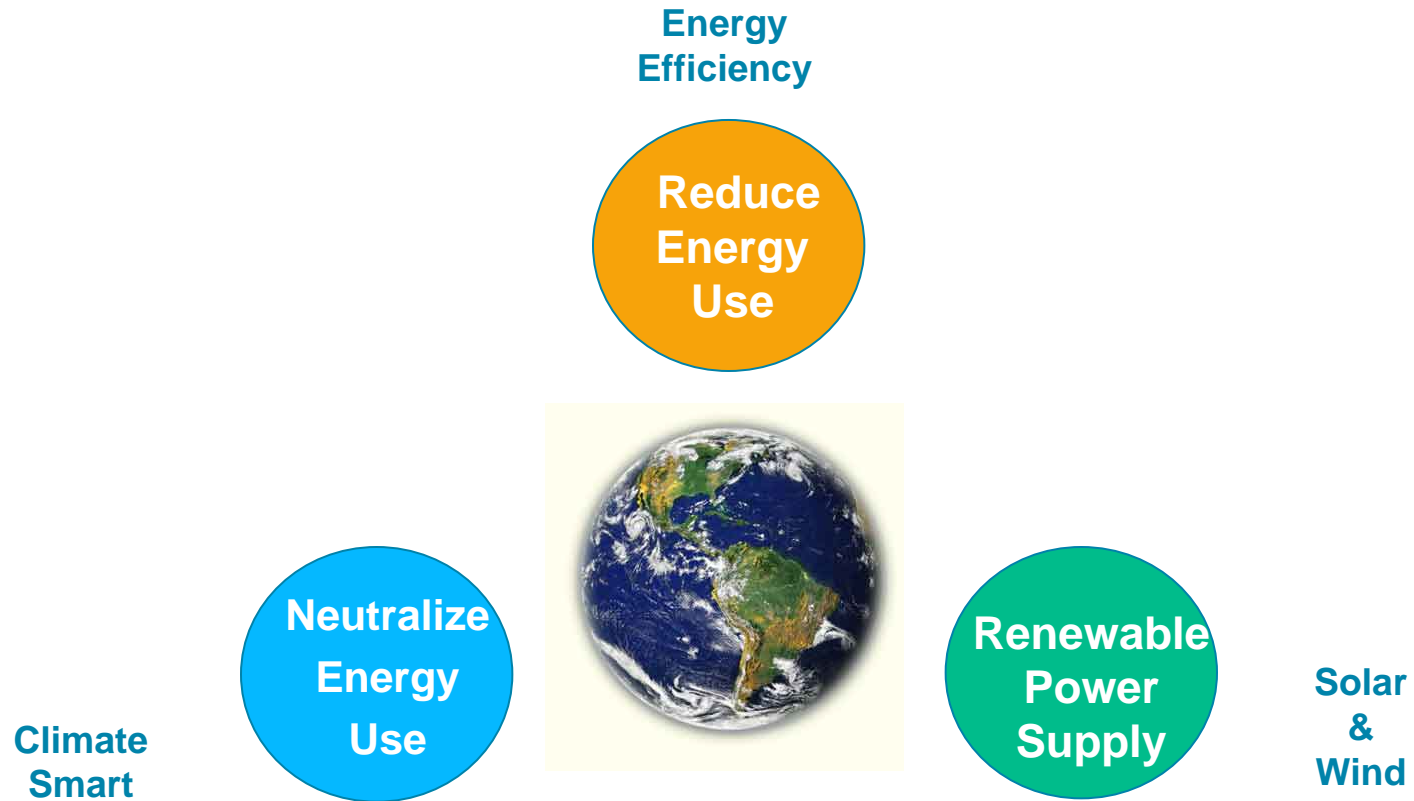 Energy
Efficiency
Reduce
Energy
Use
Neutralize
Energy
Use
Climate
Smart
Renewable
Power
Supply
Solar
&
Wind